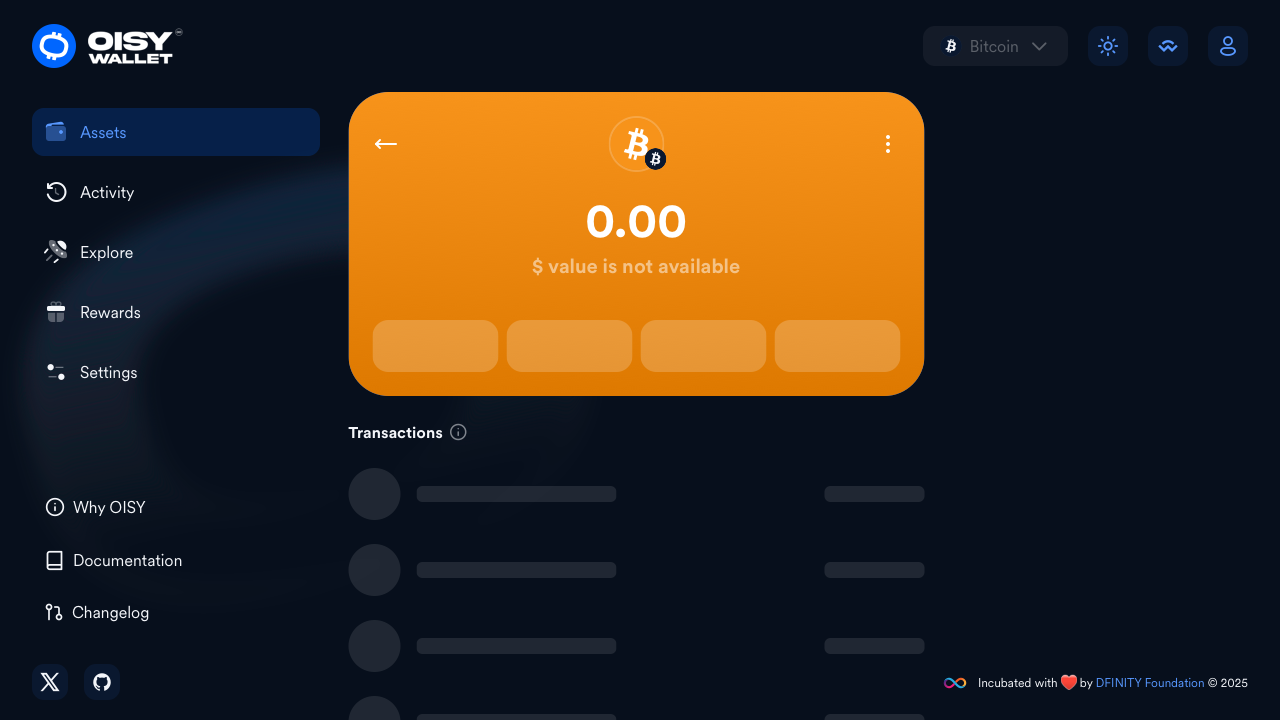 OISY
WALLET
Bitcoin
Assets
Activity
Explore
Rewards
Settings
Why OISY
Documentation
Changelog
0.00
$ value is not available
Transactions
Incubated with ❤️ by DFINITY Foundation © 2025